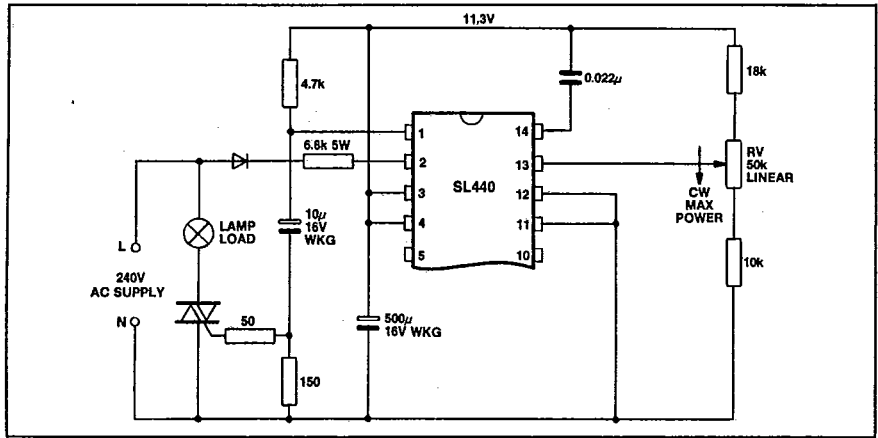 11,3V
4.7k
0.022μ
18k
1
14
6.6k 5W
2
13
RV
50k
LINEAR
3
SL440
12
CW
MAX
POWER
4
11
5
10
10μ
16V
WKG
LAMP
LOAD
L
240V
AC SUPPLY
N
50
500μ
16V WKG
10k
150